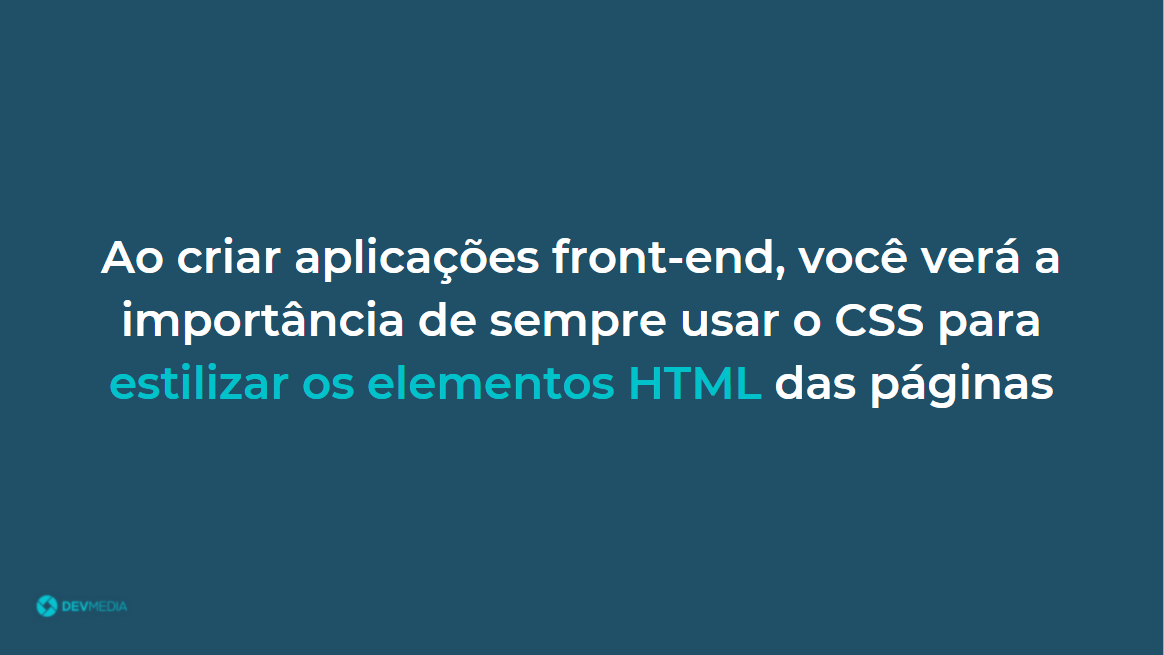 Ao criar aplicações front-end, você verá a
importância de sempre usar o CSS para
estilizar os elementos HTML das páginas
DEVMEDIA